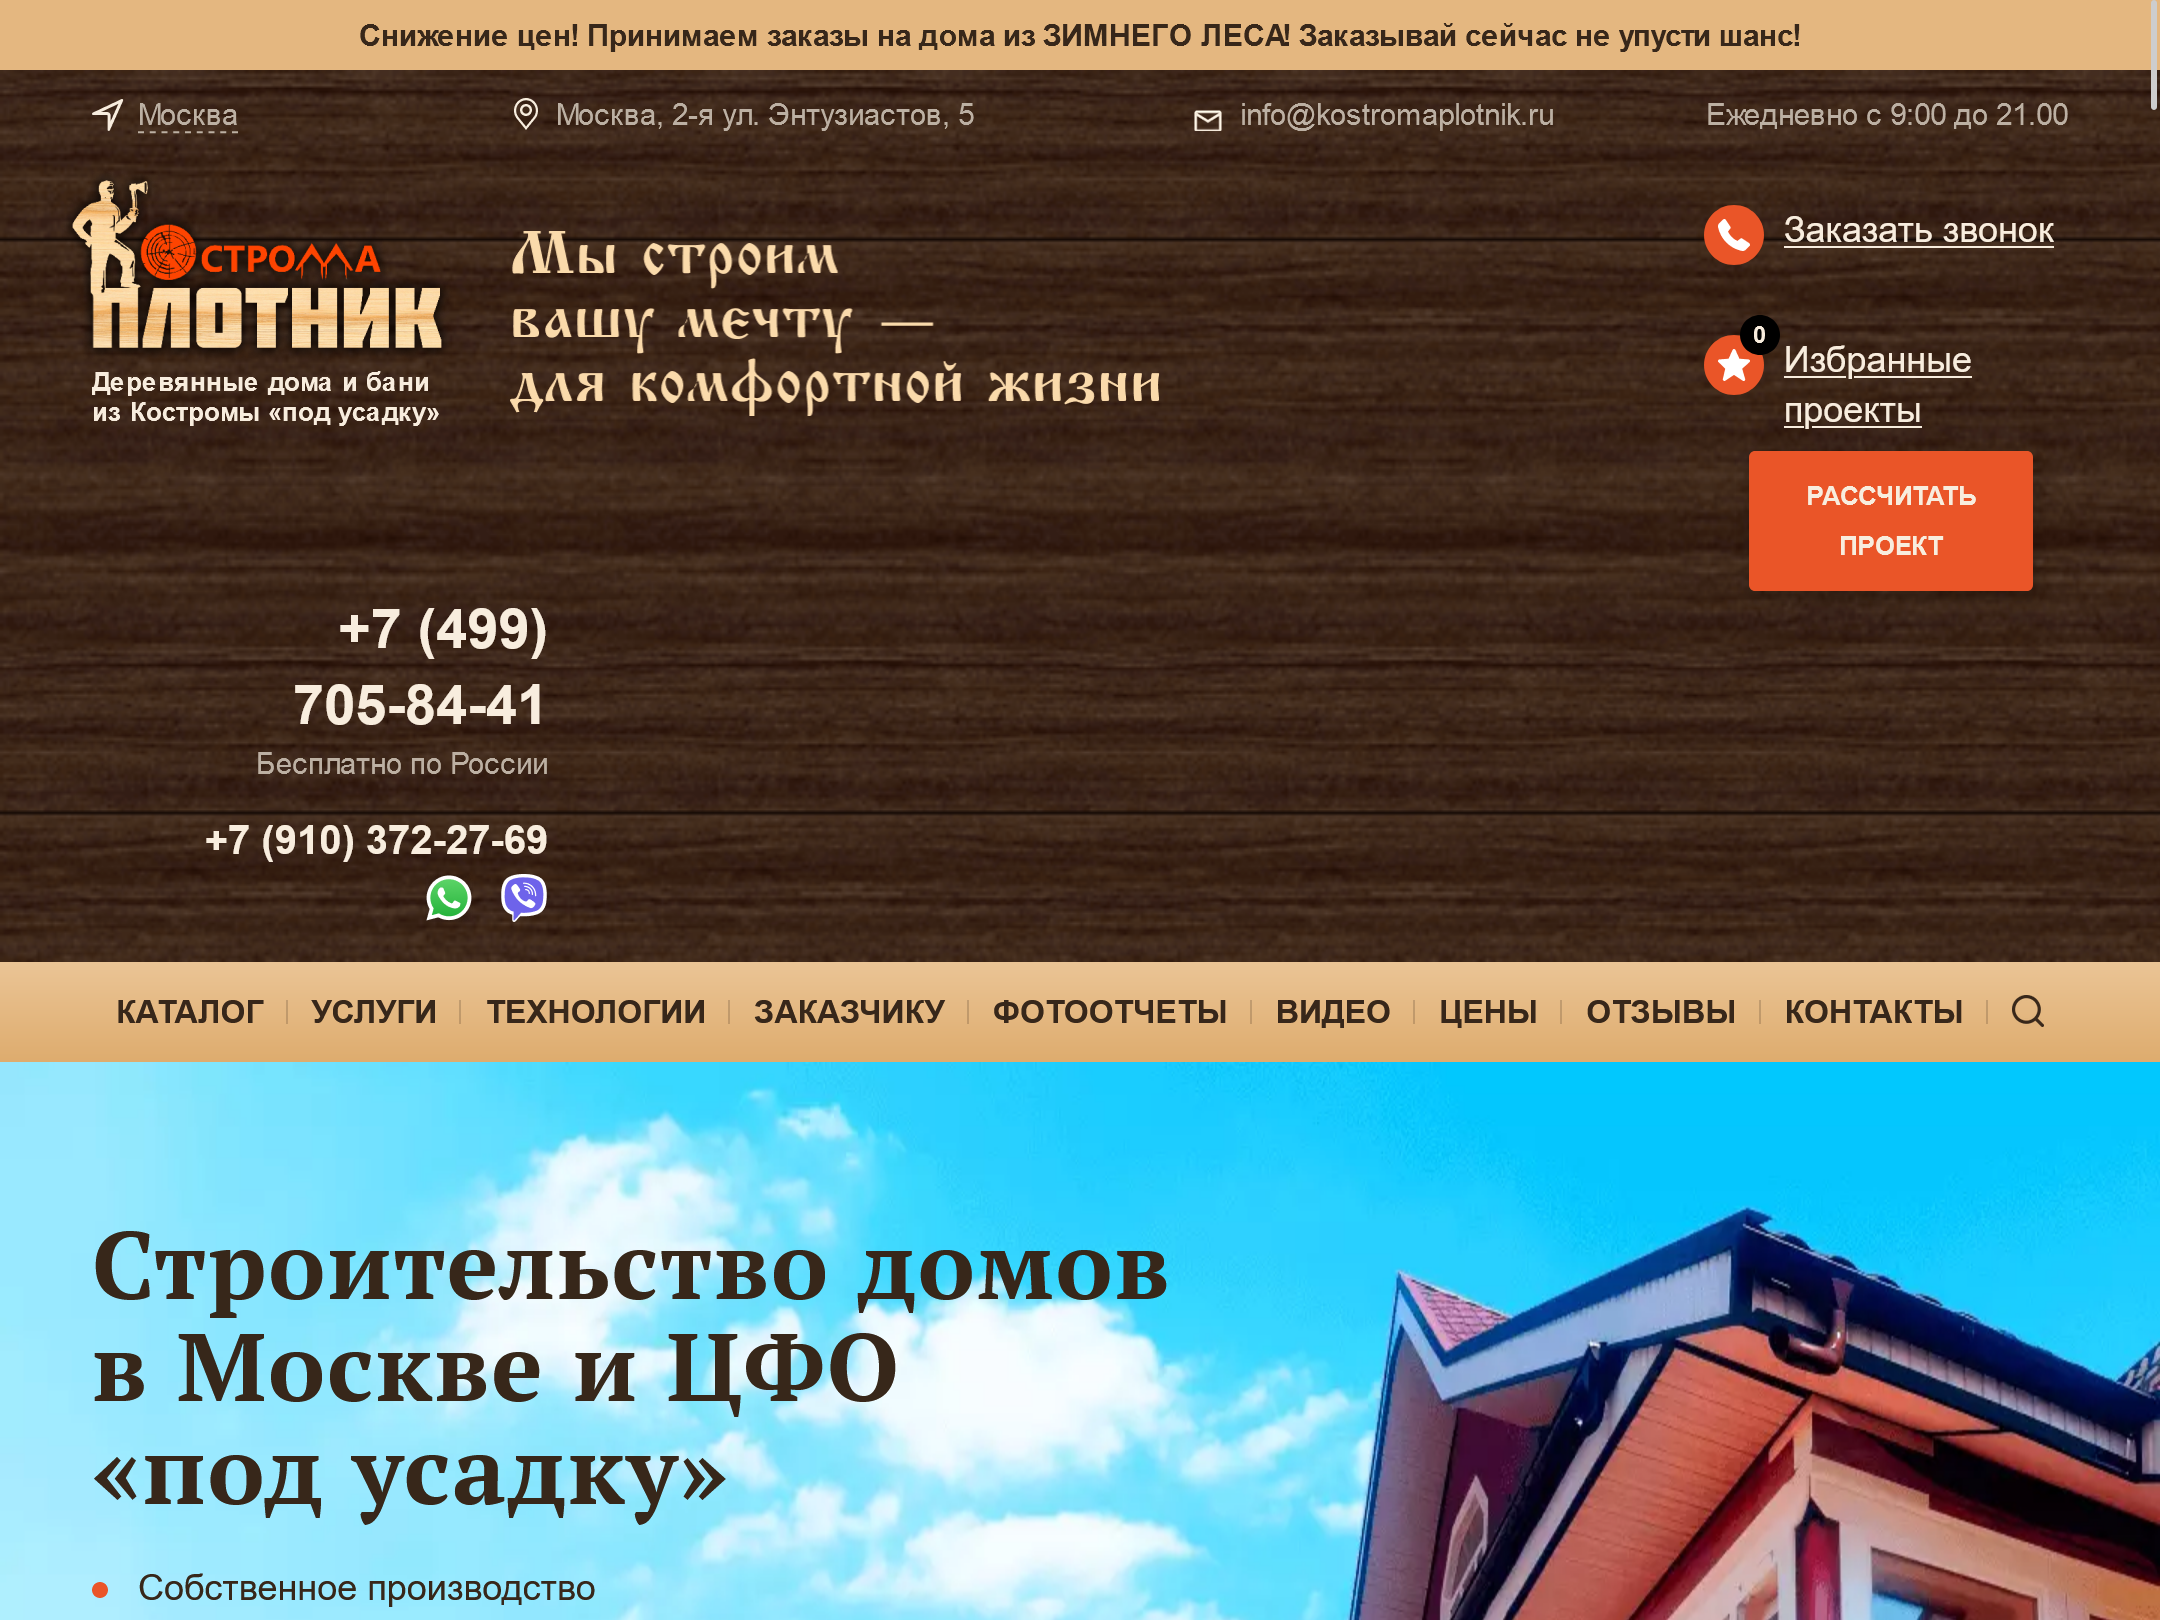 Снижение цен! Принимаем заказы на дома из ЗИМНЕГО ЛЕСА! Заказывай сейчас не упусти шанс!
Москва
Москва, 2-я ул. Энтузиастов, 5
info@kostromaplotnik.ru
Ежедневно с 9:00 до 21.00
КОСТРОМА
ПЛОТНИК
Деревянные дома и бани
из Костромы «под усадку»
Мы строим
вашу мечту —
для комфортной жизни
Заказать звонок
0
Избранные
проекты
РАССЧИТАТЬ
ПРОЕКТ
+7 (499)
705-84-41
Бесплатно по России
+7 (910) 372-27-69
КАТАЛОГ
УСЛУГИ
ТЕХНОЛОГИИ
ЗАКАЗЧИКУ
ФОТООТЧЕТЫ
ВИДЕО
ЦЕНЫ
ОТЗЫВЫ
КОНТАКТЫ
Строительство домов
в Москве и ЦФО
«под усадку»
Собственное производство